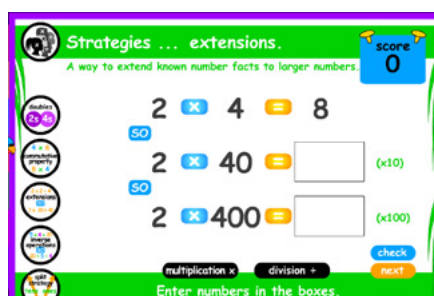 Strategies ... extensions.
score
0
A way to extend known number facts to larger numbers.
doubles
2s 4s
2 x 4 = 8
SO
commutative
property
2 x 40 = (x10)
SO
extensions
2 x 400 = (x100)
inverse
operations
check
split
strategy
multiplication x
division ÷
next
Enter numbers in the boxes.